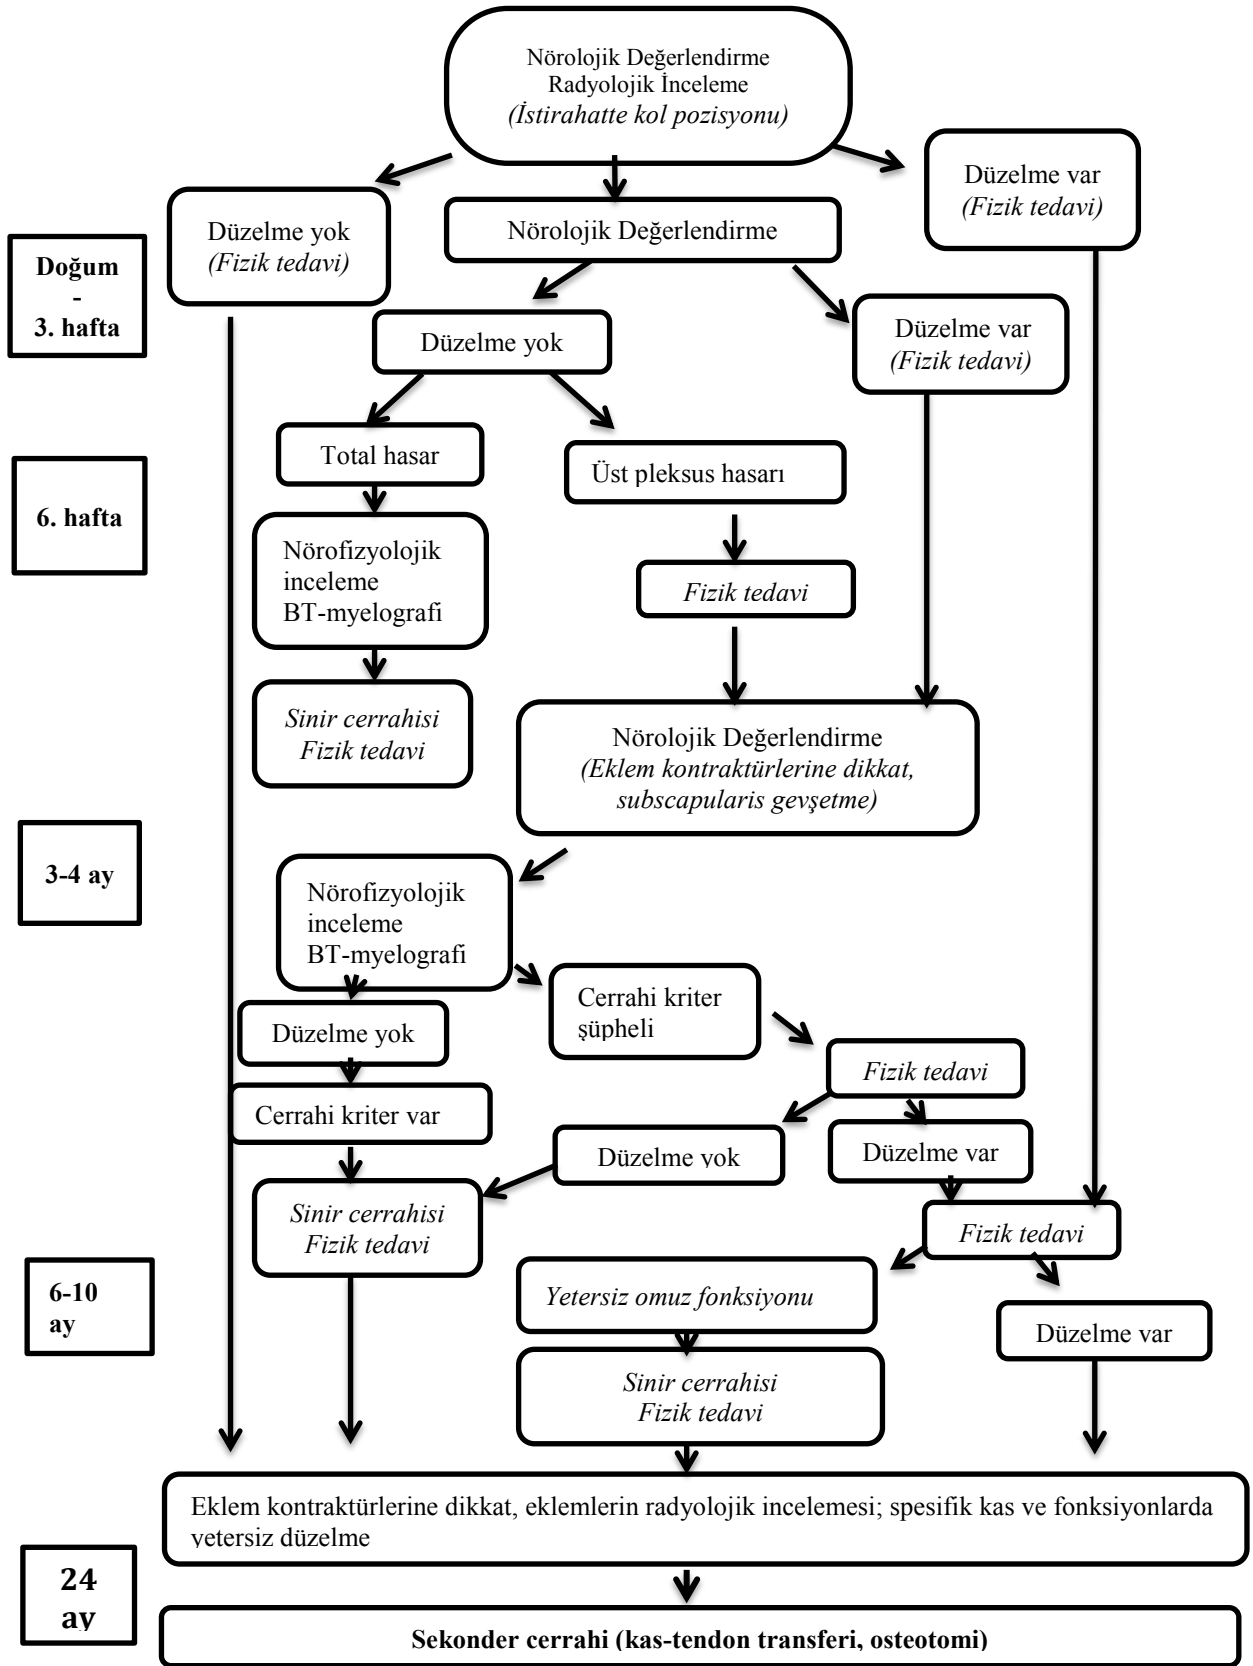 Nörolojik Değerlendirme
Radyolojik İnceleme
(İstirahatte kol pozisyonu)
Düzelme var
(Fizik tedavi)
Düzelme yok
(Fizik tedavi)
Nörolojik Değerlendirme
Doğum
-
3. hafta
Düzelme yok
Düzelme var
(Fizik tedavi)
Total hasar
Üst pleksus hasarı
6. hafta
Nörofizyolojik
inceleme
BT-myelografi
Fizik tedavi
Sinir cerrahisi
Fizik tedavi
Nörolojik Değerlendirme
(Eklem kontraktürlerine dikkat,
subscapularis gevşetme)
3-4 ay
Nörofizyolojik
inceleme
BT-myelografi
Cerrahi kriter
şüpheli
Düzelme yok
Fizik tedavi
Cerrahi kriter var
Düzelme yok
Düzelme var
Sinir cerrahisi
Fizik tedavi
Fizik tedavi
6-10
ay
Yetersiz omuz fonksiyonu
Düzelme var
Sinir cerrahisi
Fizik tedavi
Eklem kontraktürlerine dikkat, eklemlerin radyolojik incelemesi; spesifik kas ve fonksiyonlarda
yetersiz düzelme
24
ay
Sekonder cerrahi (kas-tendon transferi, osteotomi)